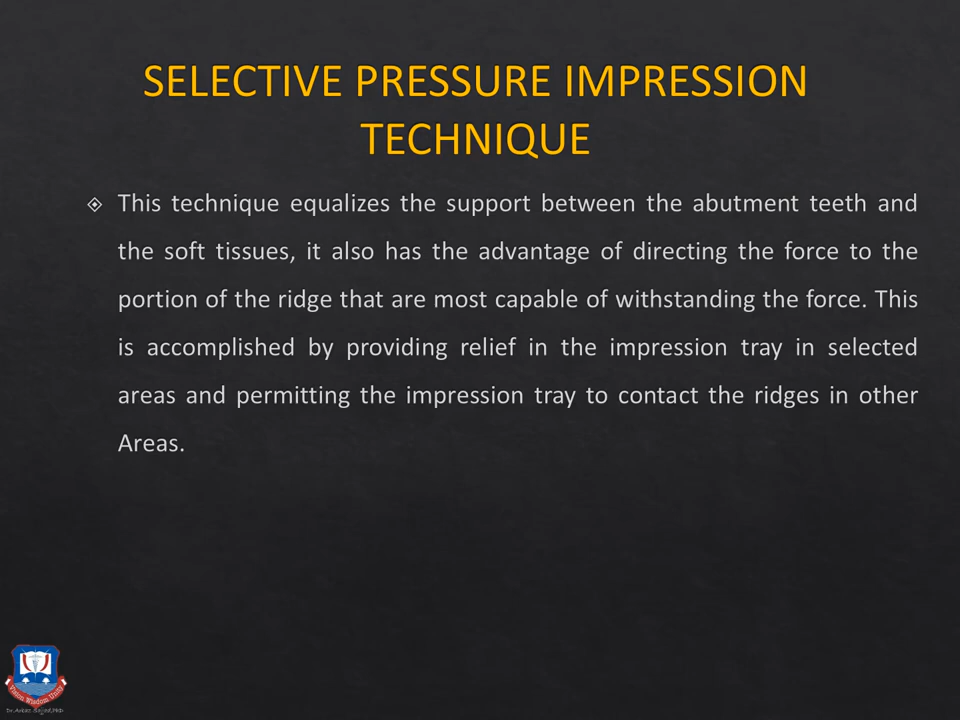 SELECTIVE PRESSURE IMPRESSION
TECHNIQUE
This technique equalizes the support between the abutment teeth and
the soft tissues, it also has the advantage of directing the force to the
portion of the ridge that are most capable of withstanding the force. This
is accomplished by providing relief in the impression tray in selected
areas and permitting the impression tray to contact the ridges in other
Areas.
Vision Wisdom Unity